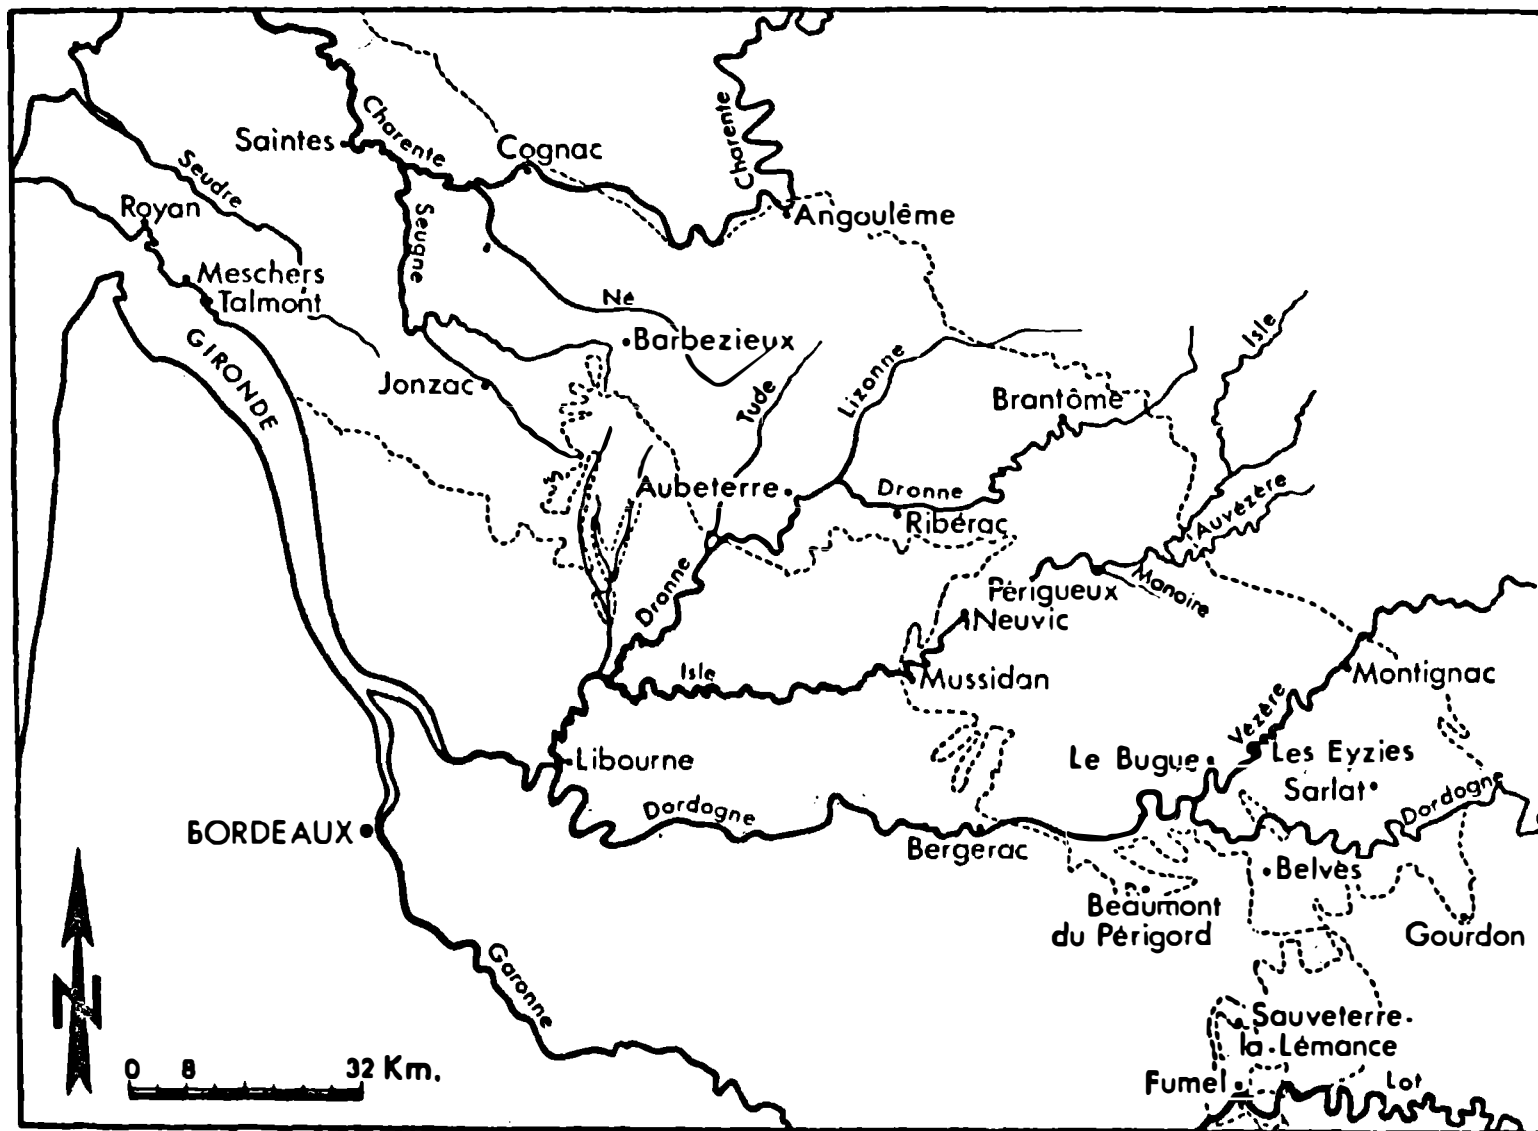 Charente
Saintes
Cognac
Charente
Seudre
Royan
Seugne
Angoulême
Meschers
Talmont
GIRONDE
Né
Barbezieux
Isle
Jonzac
Tude
Lizonne
Brantôme
Aubeterre
Dronne
Ribérac
Auvézère
Dronne
Périgueux
Manoire
Neuvic
Isle
Mussidan
Montignac
Vézère
Libourne
Le Bugue
Les Eyzies
Sarlat
Dordogne
Dordogne
BORDEAUX
Bergerac
Belvès
Beaumont
du Périgord
Gourdon
Garonne
N
Sauveterre-
la-Lémance
0 8 32 Km.
Fumel
Lot